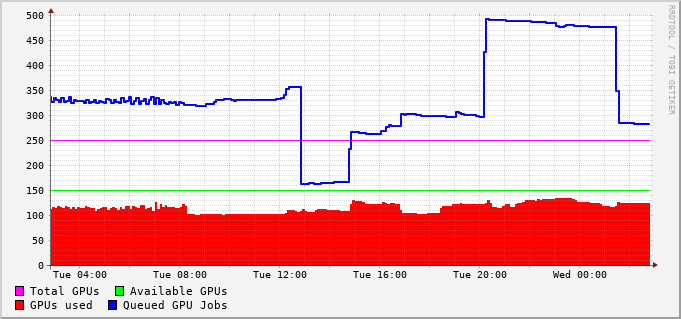 RRDTOOL / TOBI OETIKER
500
450
400
350
300
250
200
150
100
50
0
Tue 04:00 Tue 08:00 Tue 12:00 Tue 16:00 Tue 20:00 Wed 00:00
Total GPUs Available GPUs
GPUs used Queued GPU Jobs